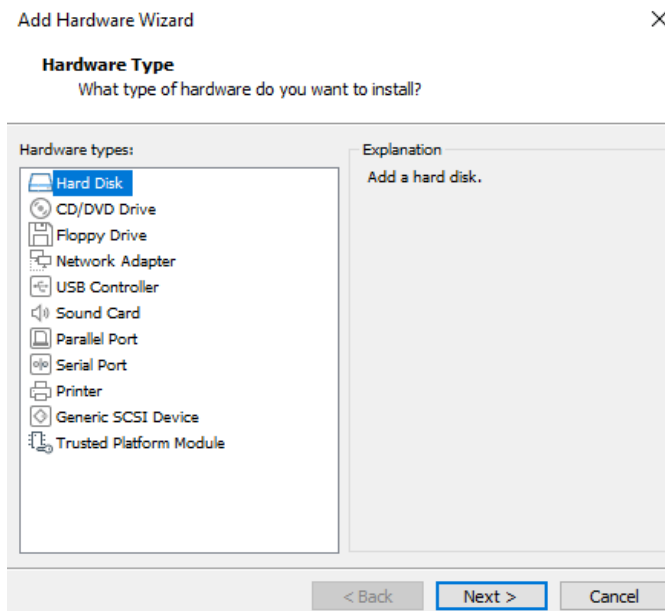 Add Hardware Wizard
Hardware Type
What type of hardware do you want to install?
Hardware types:
Hard Disk
CD/DVD Drive
Floppy Drive
Network Adapter
USB Controller
Sound Card
Parallel Port
Serial Port
Printer
Generic SCSI Device
Trusted Platform Module
Explanation
Add a hard disk.
< Back Next > Cancel